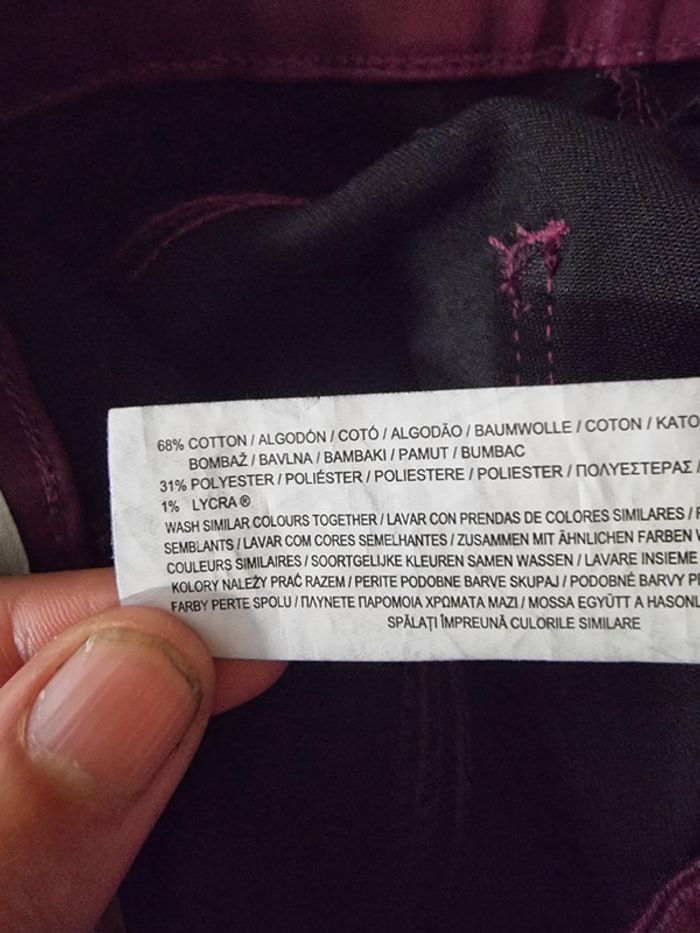 68% COTTON / ALGODÓN / COTÓ / ALGODÃO / BAUMWOLLE / COTON / KATO
BOMBAŽ / BAVLNA / BAMBAKI / PAMUT / BUMBAC
31% POLYESTER / POLIÉSTER / POLIESTERE / POLIESTER / ΠΟΛΥΕΣΤΕΡΑΣ /
1% LYCRA ®
WASH SIMILAR COLOURS TOGETHER / LAVAR CON PRENDAS DE COLORES SIMILARES /
SEMBLANTS / LAVAR COM CORES SEMELHANTES / ZUSAMMEN MIT ÄHNLICHEN FARBEN
COULEURS SIMILAIRES / SOORTGELIJKE KLEUREN SAMEN WASSEN / LAVARE INSIEME
KOLORY NALEŻY PRAĆ RAZEM / PERITE PODOBNE BARVE SKUPAJ / PODOBNÉ BARVY
FARBY PERTE SPOLU / ΠΛΥΝΕΤΕ ΠΑΡΟΜΟΙΑ ΧΡΩΜΑΤΑ ΜΑΖΙ / MOSSA EGYÜTT A HASONL
SPĂLAȚI ÎMPREUNĂ CULORILE SIMILARE